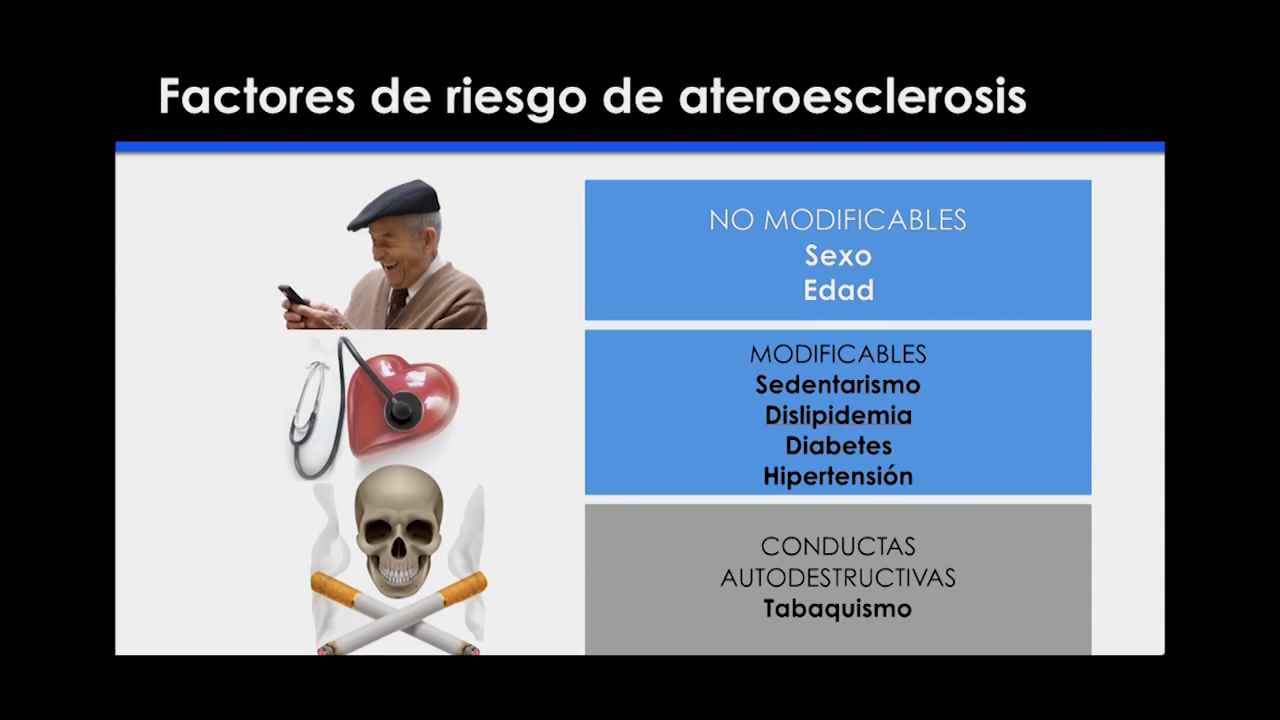 Factores de riesgo de ateroesclerosis
NO MODIFICABLES
Sexo
Edad
MODIFICABLES
Sedentarismo
Dislipidemia
Diabetes
Hipertensión
CONDUCTAS
AUTODESTRUCTIVAS
Tabaquismo